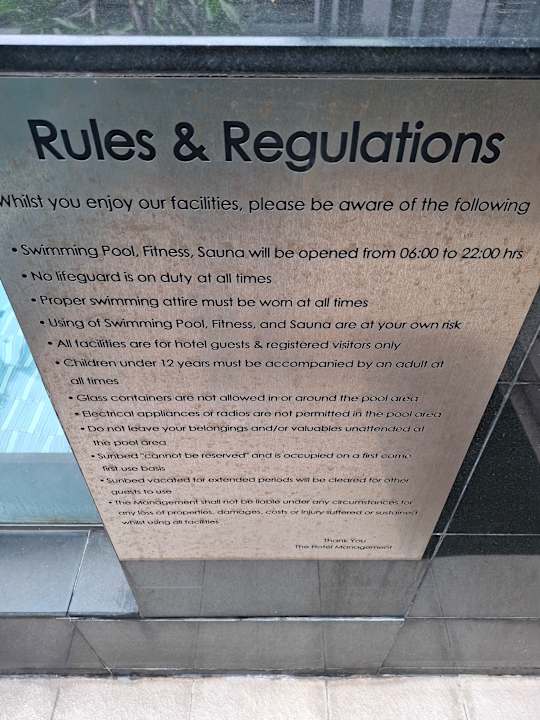 Rules & Regulations
Whilst you enjoy our facilities, please be aware of the following
• Swimming Pool, Fitness, Sauna will be opened from 06:00 to 22:00 hrs
• No lifeguard is on duty at all times
• Proper swimming attire must be worn at all times
• Using of Swimming Pool, Fitness, and Sauna are at your own risk
• All facilities are for hotel guests & registered visitors only
• Children under 12 years must be accompanied by an adult at
all times
• Glass containers are not allowed in or around the pool area
• Electrical appliances or radios are not permitted in the pool area
• Do not leave your belongings and/or valuables unattended at
the pool area
• Sunbed "cannot be reserved" and is occupied on a first come
first use basis
• Sunbed vacated for extended periods will be cleared for other
guests to use
• The Management shall not be liable under any circumstances for
any loss of properties, damages, costs or injury suffered or sustained
whilst using all facilities
Thank You
The Hotel Management